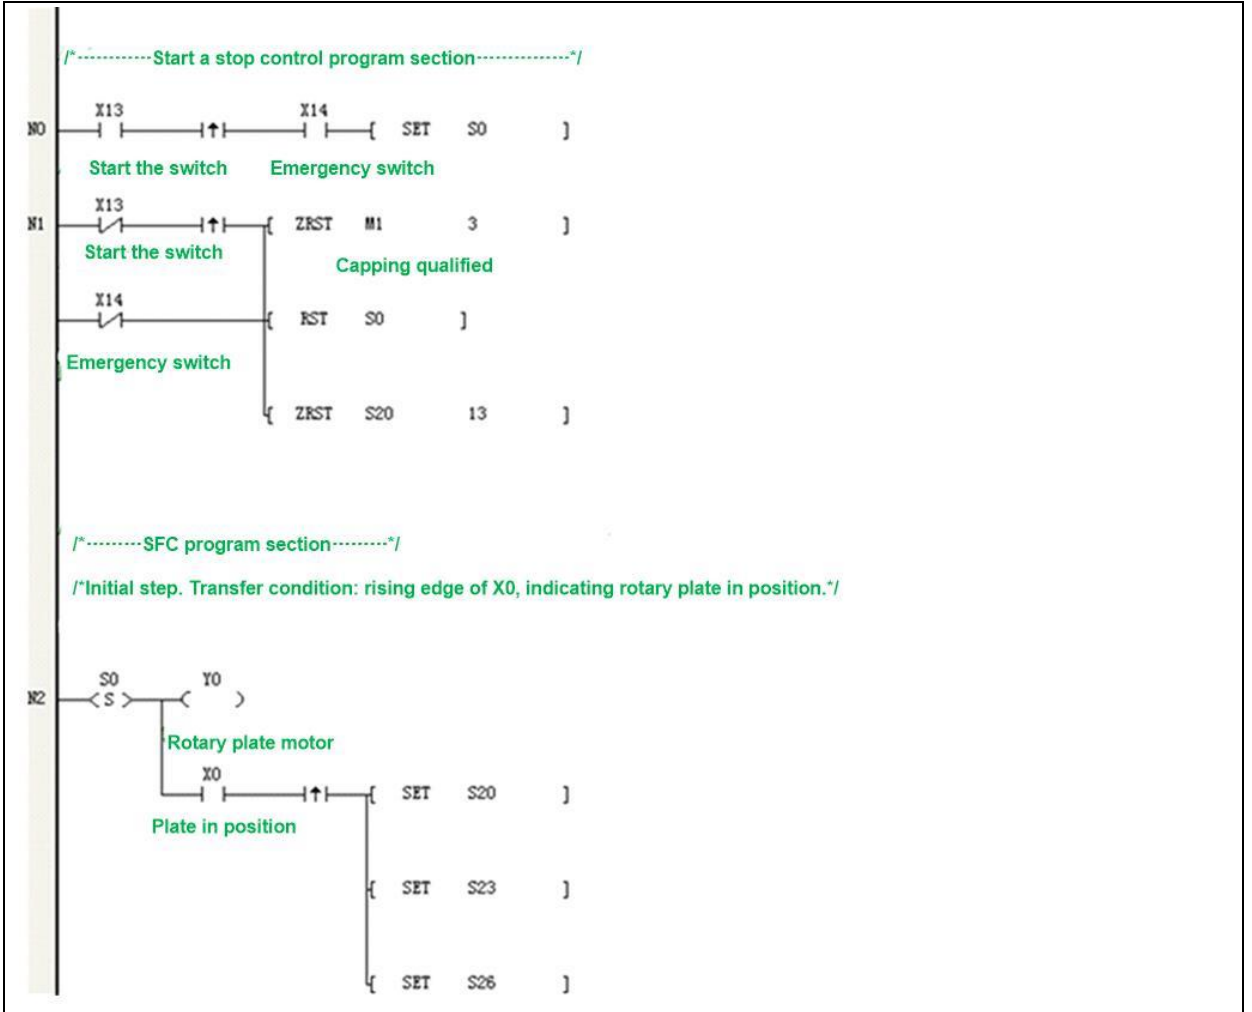 /*------------Start a stop control program section---------------*/
X13 X14
N0 SET S0 ]
Start the switch Emergency switch
X13
N1 [ ZRST M1 3 ]
Start the switch
Capping qualified
X14
[ RST S0 ]
Emergency switch
[ ZRST S20 13 ]
/*---------SFC program section---------*/
/*Initial step. Transfer condition: rising edge of X0, indicating rotary plate in position.*/
S0 Y0
N2 <S> ( )
Rotary plate motor
X0
[ SET S20 ]
Plate in position
[ SET S23 ]
[ SET S26 ]